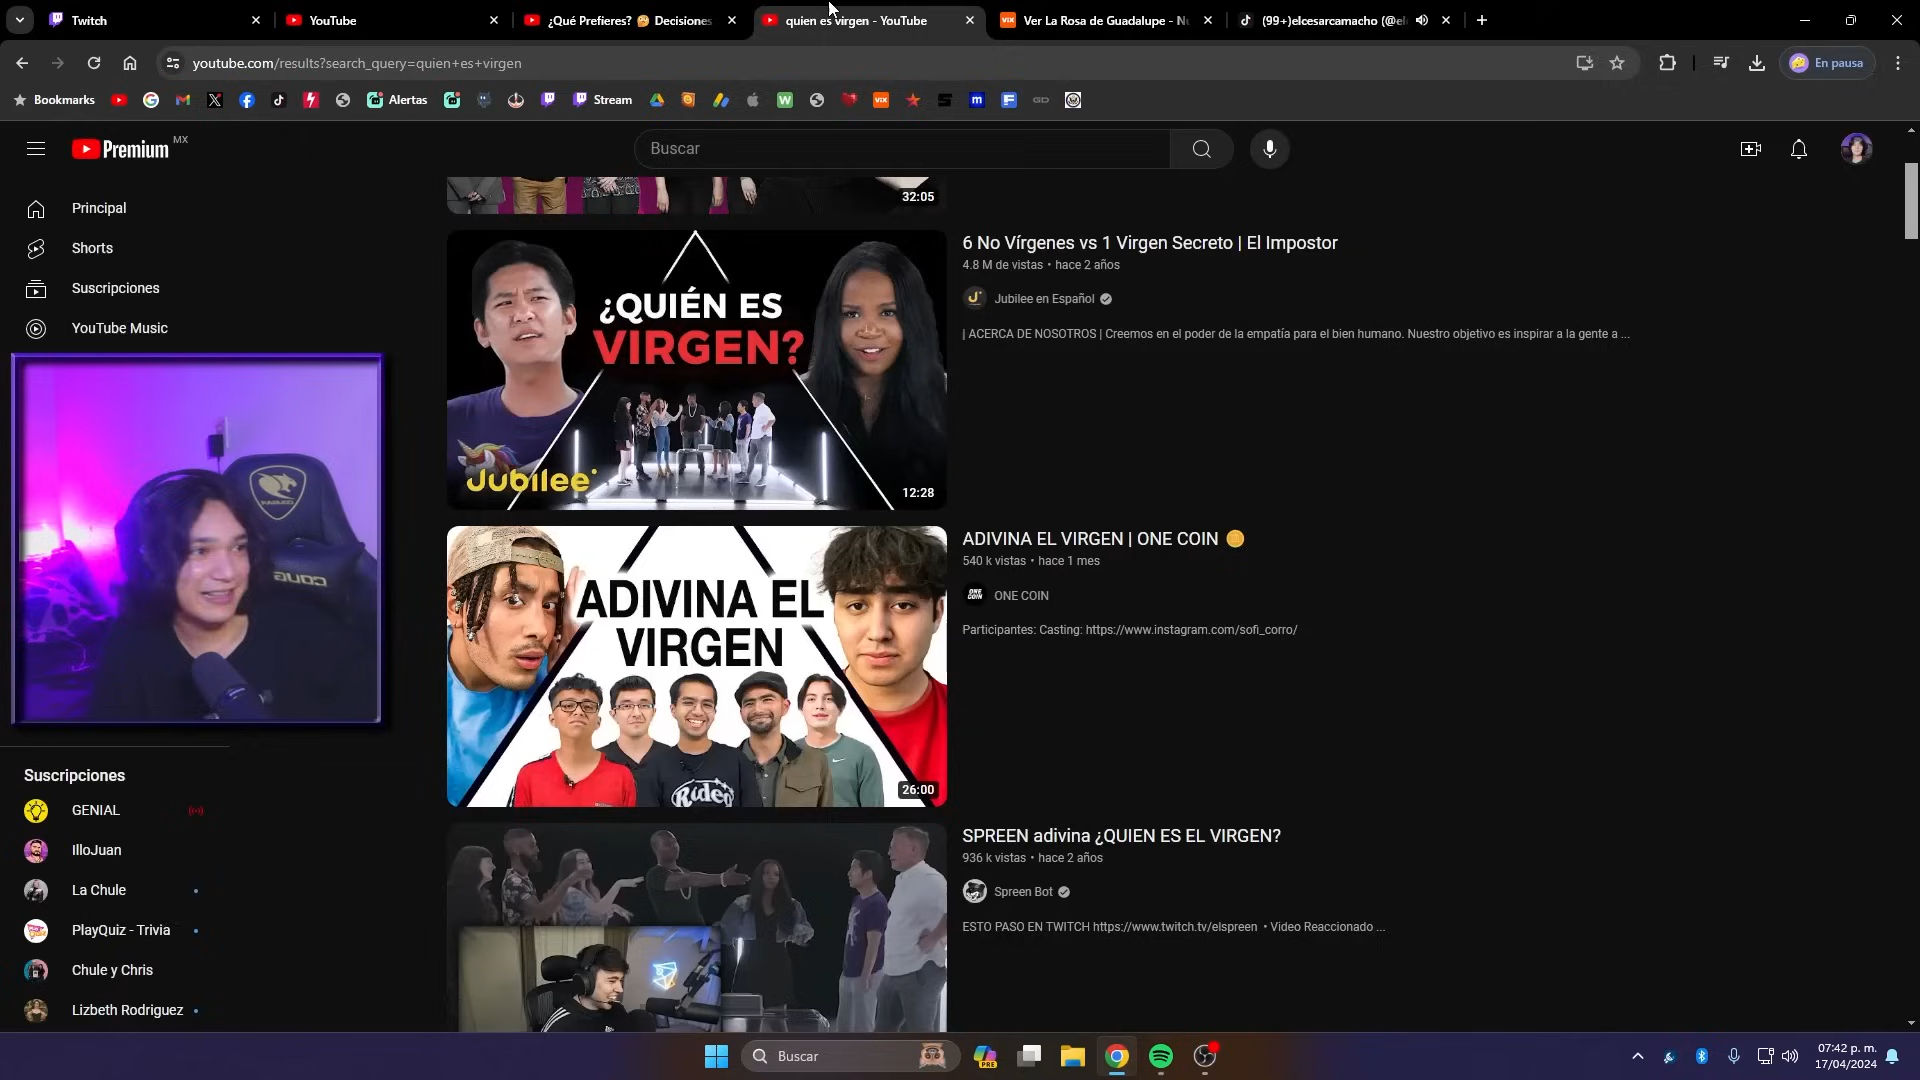 Twitch
YouTube
¿Qué Prefieres? 🤔 Decisiones
quien es virgen - YouTube
Ver La Rosa de Guadalupe - Nu
(99+)elcesarcamacho (@el
youtube.com/results?search_query=quien+es+virgen
En pausa
Bookmarks
Alertas
Stream
Premium MX
Buscar
Principal
Shorts
Suscripciones
YouTube Music
32:05
¿QUIÉN ES
VIRGEN?
Jubilee
12:28
6 No Vírgenes vs 1 Virgen Secreto | El Impostor
4.8 M de vistas • hace 2 años
Jubilee en Español
| ACERCA DE NOSOTROS | Creemos en el poder de la empatía para el bien humano. Nuestro objetivo es inspirar a la gente a ...
COUGAR
COUG
ADIVINA EL
VIRGEN
Rodeo
26:00
ADIVINA EL VIRGEN | ONE COIN 🪙
540 k vistas • hace 1 mes
ONE COIN
ONE COIN
Participantes: Casting: https://www.instagram.com/sofi_corro/
SPREEN adivina ¿QUIEN ES EL VIRGEN?
936 k vistas • hace 2 años
Spreen Bot
ESTO PASO EN TWITCH https://www.twitch.tv/elspreen • Video Reaccionado ...
Suscripciones
GENIAL
IlloJuan
La Chule
PlayQuiz - Trivia
Chule y Chris
Lizbeth Rodriguez
Buscar
PRE
07:42 p. m.
17/04/2024